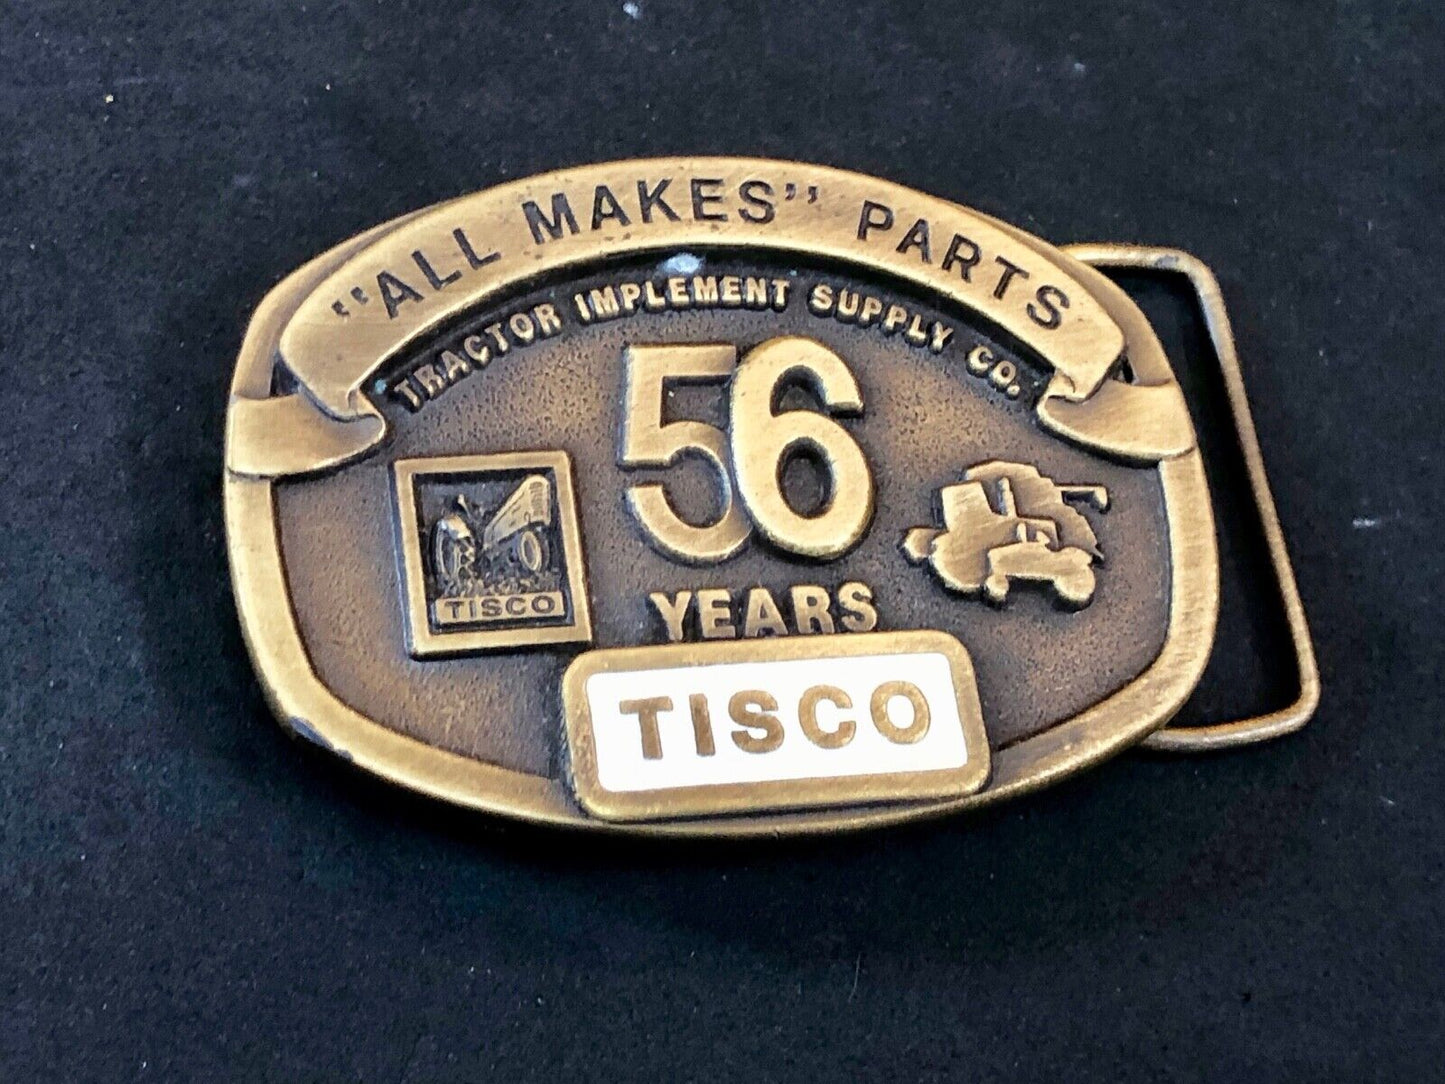 "ALL MAKES" PARTS
TRACTOR IMPLEMENT SUPPLY CO.
56
YEARS
TISCO
TISCO